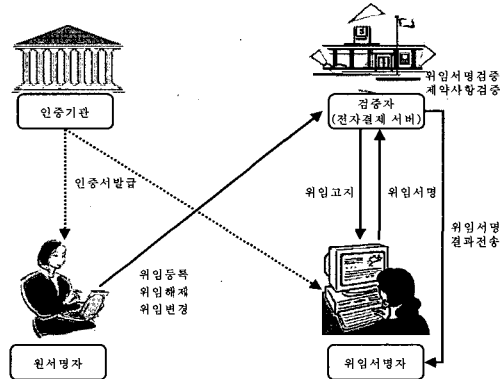 위임서명검증
제약사항검증
인증기관
검증자
(전자결제 서버)
인증서발급
위임고지
위임서명
위임서명
결과전송
위임등록
위임해제
위임변경
원서명자
위임서명자